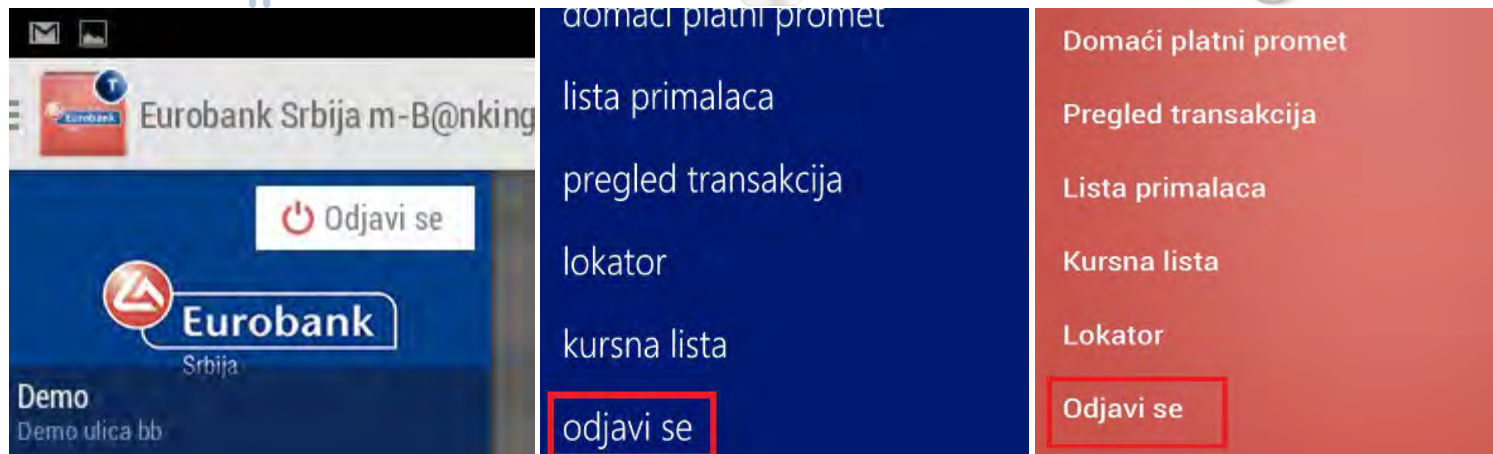 Eurobank Srbija m-B@nking
T
Eurobank
Odjavi se
Eurobank
Srbija
Demo
Demo ulica bb
domaći platni promet
lista primalaca
pregled transakcija
lokator
kursna lista
odjavi se
Domaći platni promet
Pregled transakcija
Lista primalaca
Kursna lista
Lokator
Odjavi se